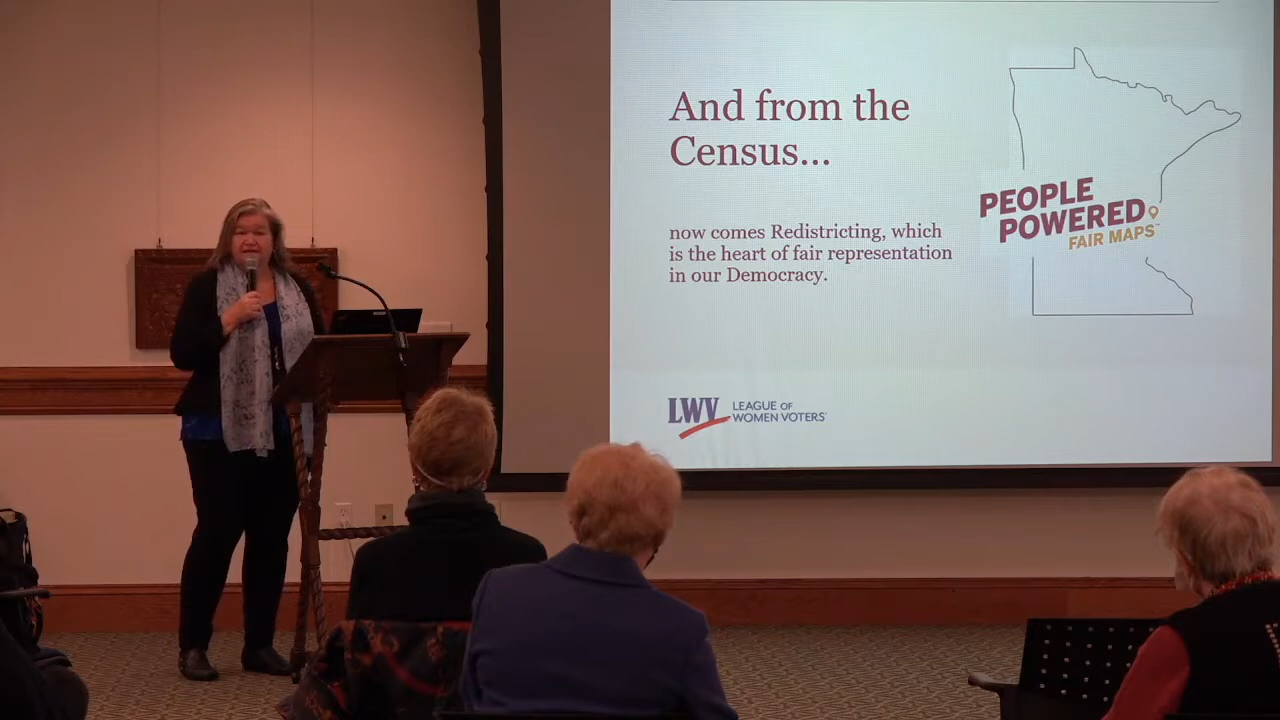 And from the
Census...
now comes Redistricting, which
is the heart of fair representation
in our Democracy.
PEOPLE
POWERED
FAIR MAPS™
LWV LEAGUE OF
WOMEN VOTERS®